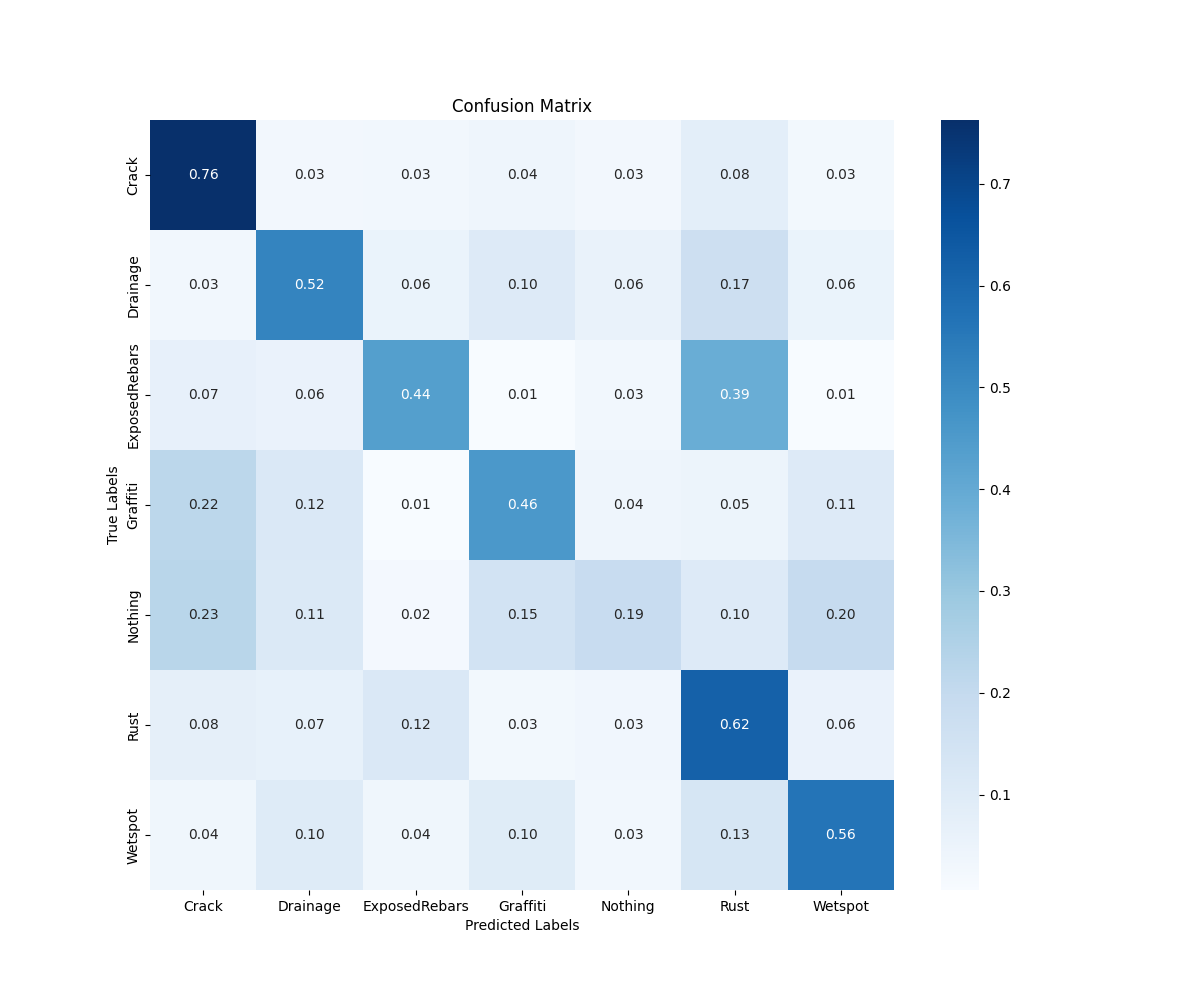 Confusion Matrix
True Labels
Crack 0.76 0.03 0.03 0.04 0.03 0.08 0.03
Drainage 0.03 0.52 0.06 0.10 0.06 0.17 0.06
ExposedRebars 0.07 0.06 0.44 0.01 0.03 0.39 0.01
Graffiti 0.22 0.12 0.01 0.46 0.04 0.05 0.11
Nothing 0.23 0.11 0.02 0.15 0.19 0.10 0.20
Rust 0.08 0.07 0.12 0.03 0.03 0.62 0.06
Wetspot 0.04 0.10 0.04 0.10 0.03 0.13 0.56
Crack Drainage ExposedRebars Graffiti Nothing Rust Wetspot
Predicted Labels
0.7
0.6
0.5
0.4
0.3
0.2
0.1